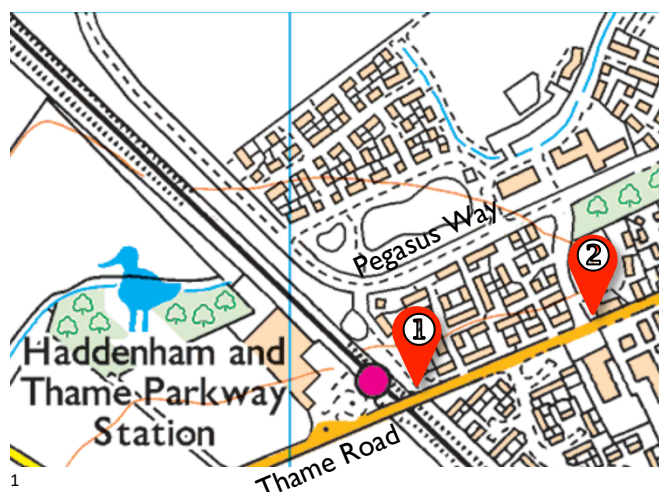 Pegasus Way
2
1
Haddenham and
Thame Parkway
Station
Thame Road
1